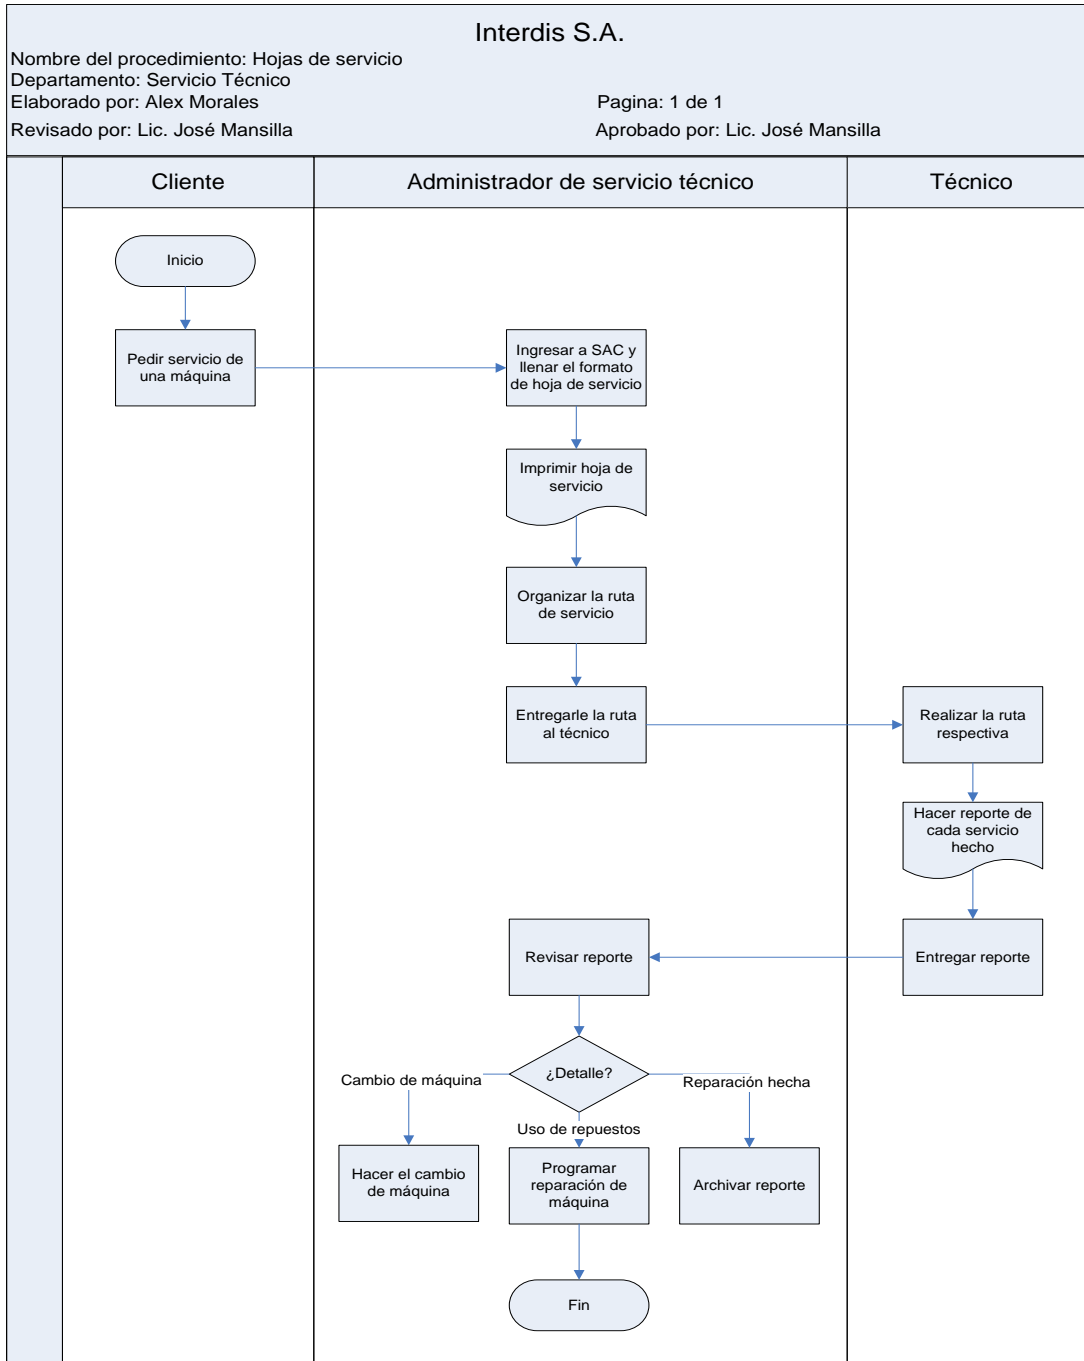 Interdis S.A.
Nombre del procedimiento: Hojas de servicio
Departamento: Servicio Técnico
Elaborado por: Alex Morales
Pagina: 1 de 1
Revisado por: Lic. José Mansilla
Aprobado por: Lic. José Mansilla
Cliente
Administrador de servicio técnico
Técnico
Inicio
Pedir servicio de
una máquina
Ingresar a SAC y
llenar el formato
de hoja de servicio
Imprimir hoja de
servicio
Organizar la ruta
de servicio
Entregarle la ruta
al técnico
Realizar la ruta
respectiva
Hacer reporte de
cada servicio
hecho
Entregar reporte
Revisar reporte
¿Detalle?
Cambio de máquina
Uso de repuestos
Reparación hecha
Hacer el cambio
de máquina
Programar
reparación de
máquina
Archivar reporte
Fin